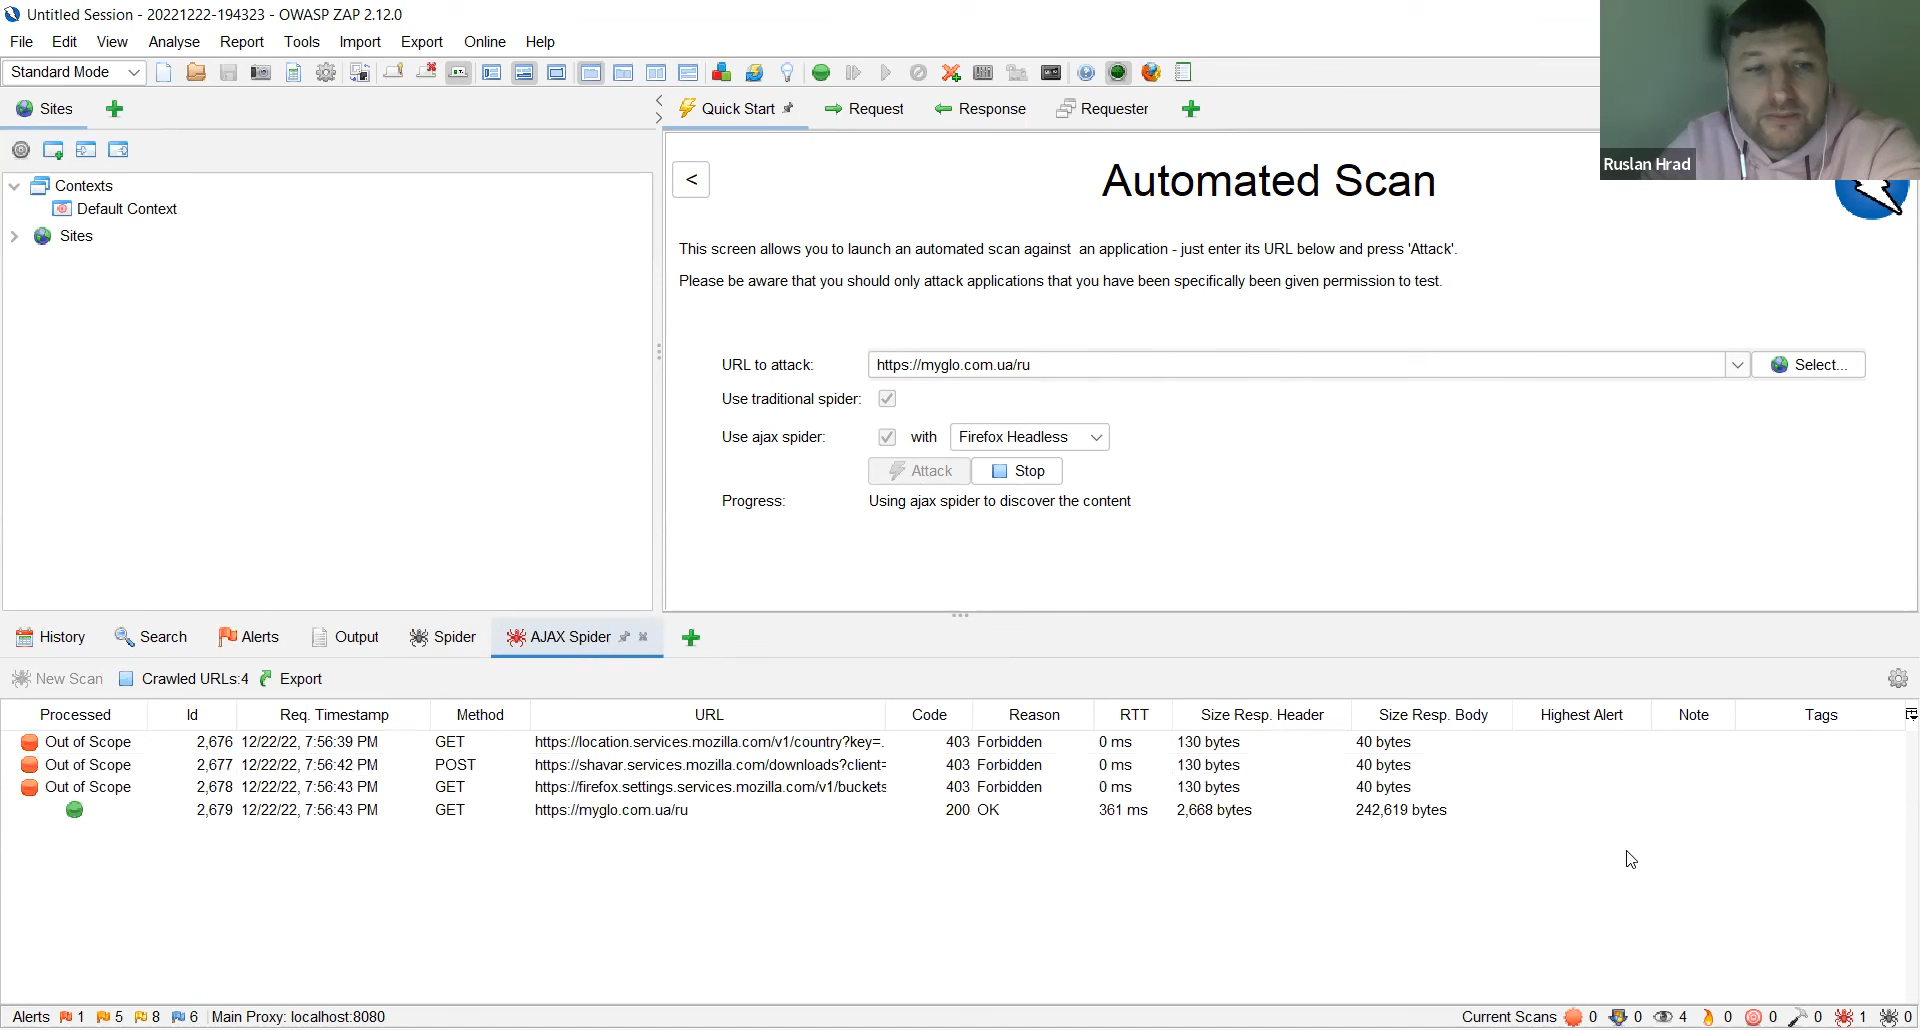 Untitled Session - 20221222-194323 - OWASP ZAP 2.12.0
File Edit View Analyse Report Tools Import Export Online Help
Standard Mode
Sites
Quick Start
Request
Response
Requester
Ruslan Hrad
Contexts
Default Context
Sites
<
Automated Scan
This screen allows you to launch an automated scan against an application - just enter its URL below and press 'Attack'.
Please be aware that you should only attack applications that you have been specifically been given permission to test.
URL to attack: https://myglo.com.ua/ru Select...
Use traditional spider:
Use ajax spider: with Firefox Headless
Attack Stop
Progress: Using ajax spider to discover the content
History Search Alerts Output Spider AJAX Spider
New Scan Crawled URLs:4 Export
Processed Id Req. Timestamp Method URL Code Reason RTT Size Resp. Header Size Resp. Body Highest Alert Note Tags
Out of Scope 2,676 12/22/22, 7:56:39 PM GET https://location.services.mozilla.com/v1/country?key=. 403 Forbidden 0 ms 130 bytes 40 bytes
Out of Scope 2,677 12/22/22, 7:56:42 PM POST https://shavar.services.mozilla.com/downloads?client= 403 Forbidden 0 ms 130 bytes 40 bytes
Out of Scope 2,678 12/22/22, 7:56:43 PM GET https://firefox.settings.services.mozilla.com/v1/buckets 403 Forbidden 0 ms 130 bytes 40 bytes
2,679 12/22/22, 7:56:43 PM GET https://myglo.com.ua/ru 200 OK 361 ms 2,668 bytes 242,619 bytes
Alerts 1 5 8 6 Main Proxy: localhost:8080 Current Scans 0 0 4 0 0 0 1 0